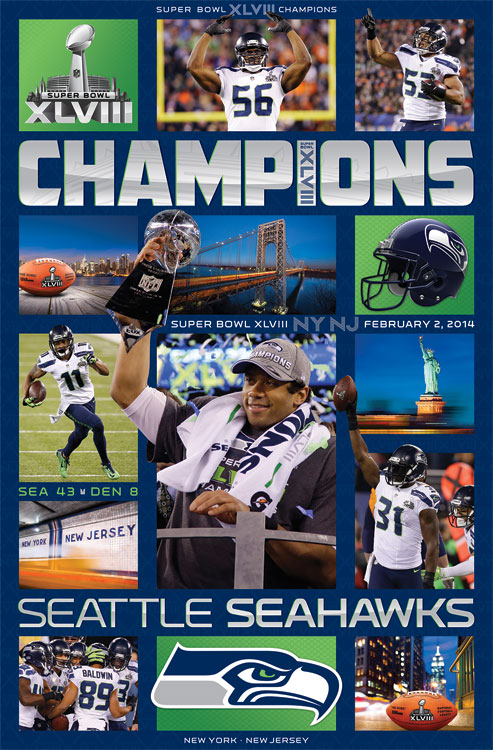 SUPER BOWL XLVIII CHAMPIONS
SUPER BOWL
XLVIII
56
CHAMPIONS
SUPER BOWL XLVIII
XLVIII
SUPER BOWL XLVIII NY NJ FEBRUARY 2, 2014
CHAMPIONS
11
31
SEA 43 DEN 8
NEW YORK NEW JERSEY
SEATTLE SEAHAWKS
BALDWIN
89
NEW YORK · NEW JERSEY